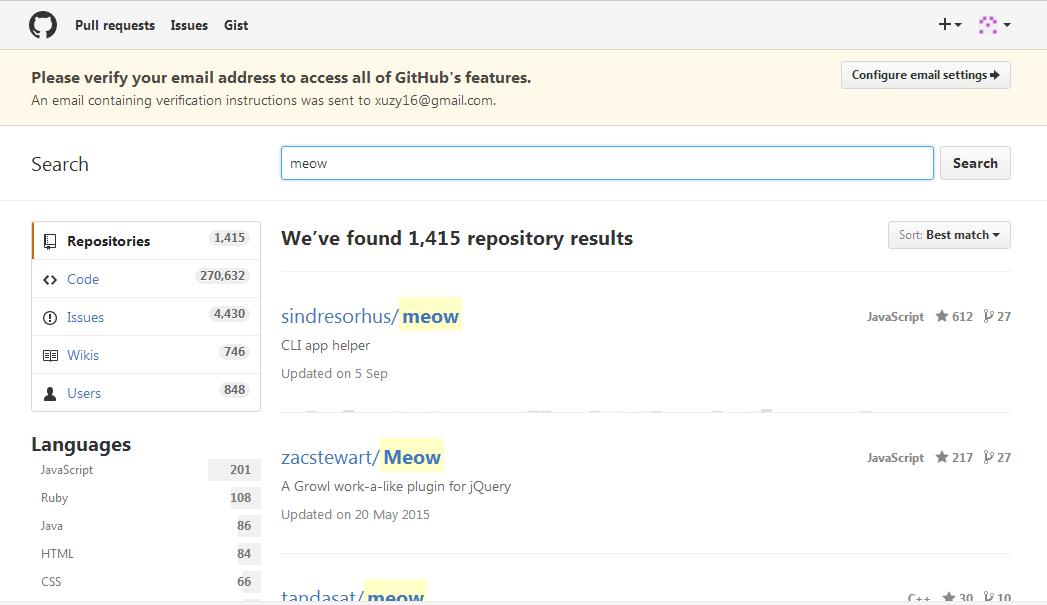 Pull requests Issues Gist
Please verify your email address to access all of GitHub's features.
Configure email settings
An email containing verification instructions was sent to xuzy16@gmail.com.
Search meow Search
Repositories 1,415
Code 270,632
Issues 4,430
Wikis 746
Users 848
Languages
JavaScript 201
Ruby 108
Java 86
HTML 84
CSS 66
We've found 1,415 repository results
Sort: Best match
sindresorhus/meow
JavaScript 612 27
CLI app helper
Updated on 5 Sep
zacstewart/Meow
JavaScript 217 27
A Growl work-a-like plugin for jQuery
Updated on 20 May 2015
tandasat/meow
C++ 30 10